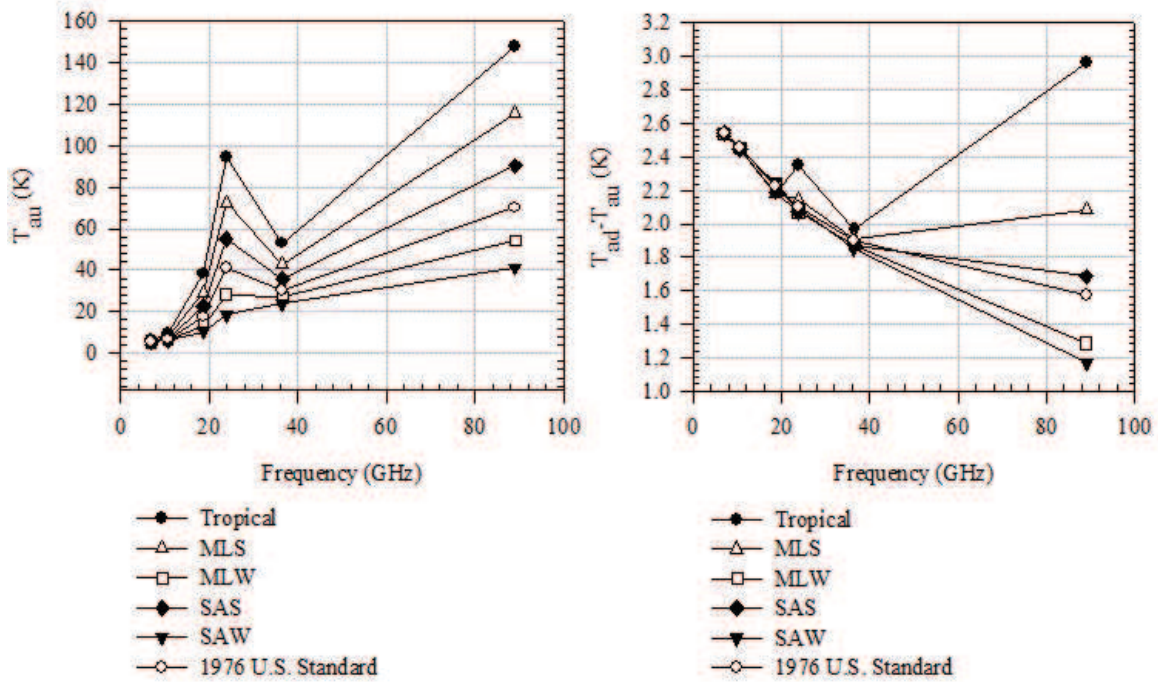 160
140
120
100
80
60
40
20
0
T_au (K)
0 20 40 60 80 100
Frequency (GHz)
Tropical
MLS
MLW
SAS
SAW
1976 U.S. Standard
3.2
3.0
2.8
2.6
2.4
2.2
2.0
1.8
1.6
1.4
1.2
1.0
T_ad-T_au (K)
0 20 40 60 80 100
Frequency (GHz)
Tropical
MLS
MLW
SAS
SAW
1976 U.S. Standard